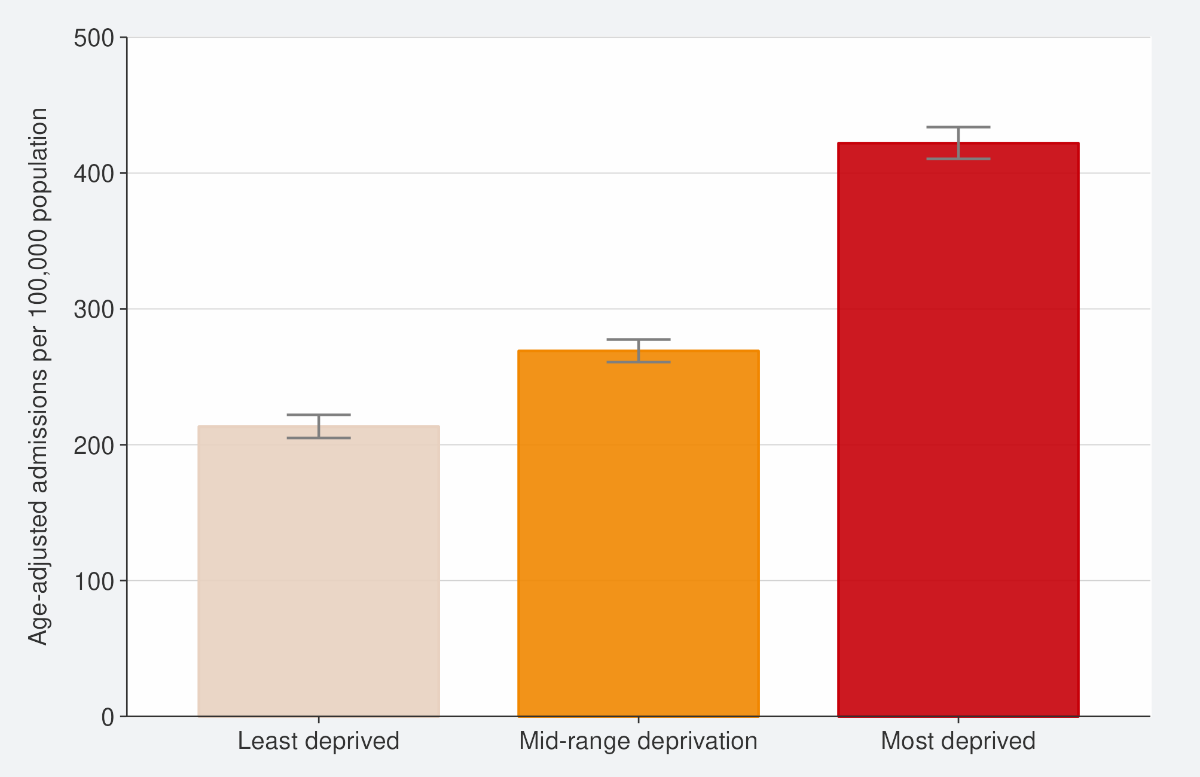 Age-adjusted admissions per 100,000 population
500
400
300
200
100
0
Least deprived
Mid-range deprivation
Most deprived